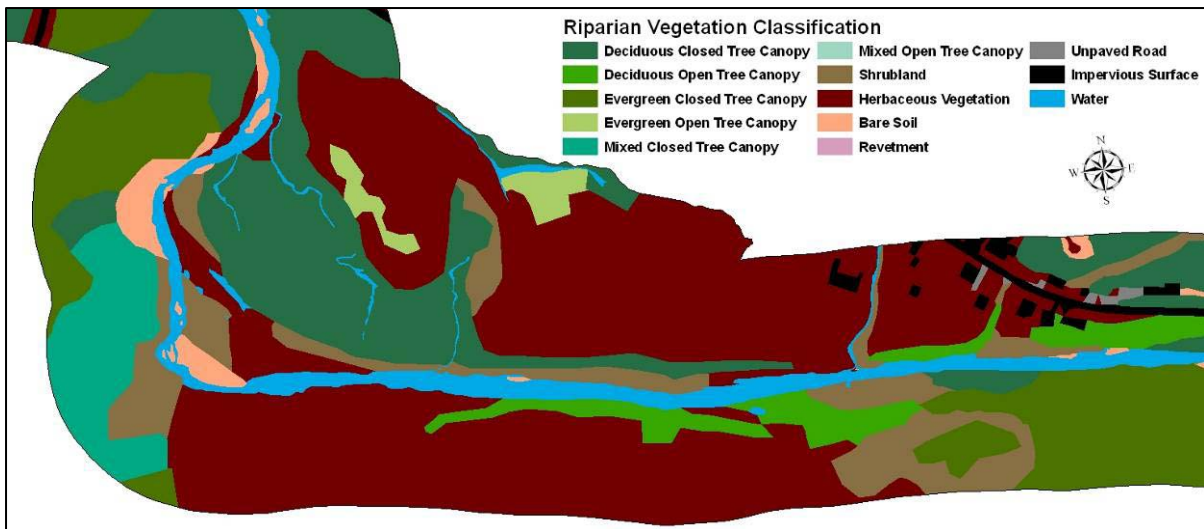 Riparian Vegetation Classification
Deciduous Closed Tree Canopy
Deciduous Open Tree Canopy
Evergreen Closed Tree Canopy
Evergreen Open Tree Canopy
Mixed Closed Tree Canopy
Mixed Open Tree Canopy
Shrubland
Herbaceous Vegetation
Bare Soil
Revetment
Unpaved Road
Impervious Surface
Water
N
W E
S